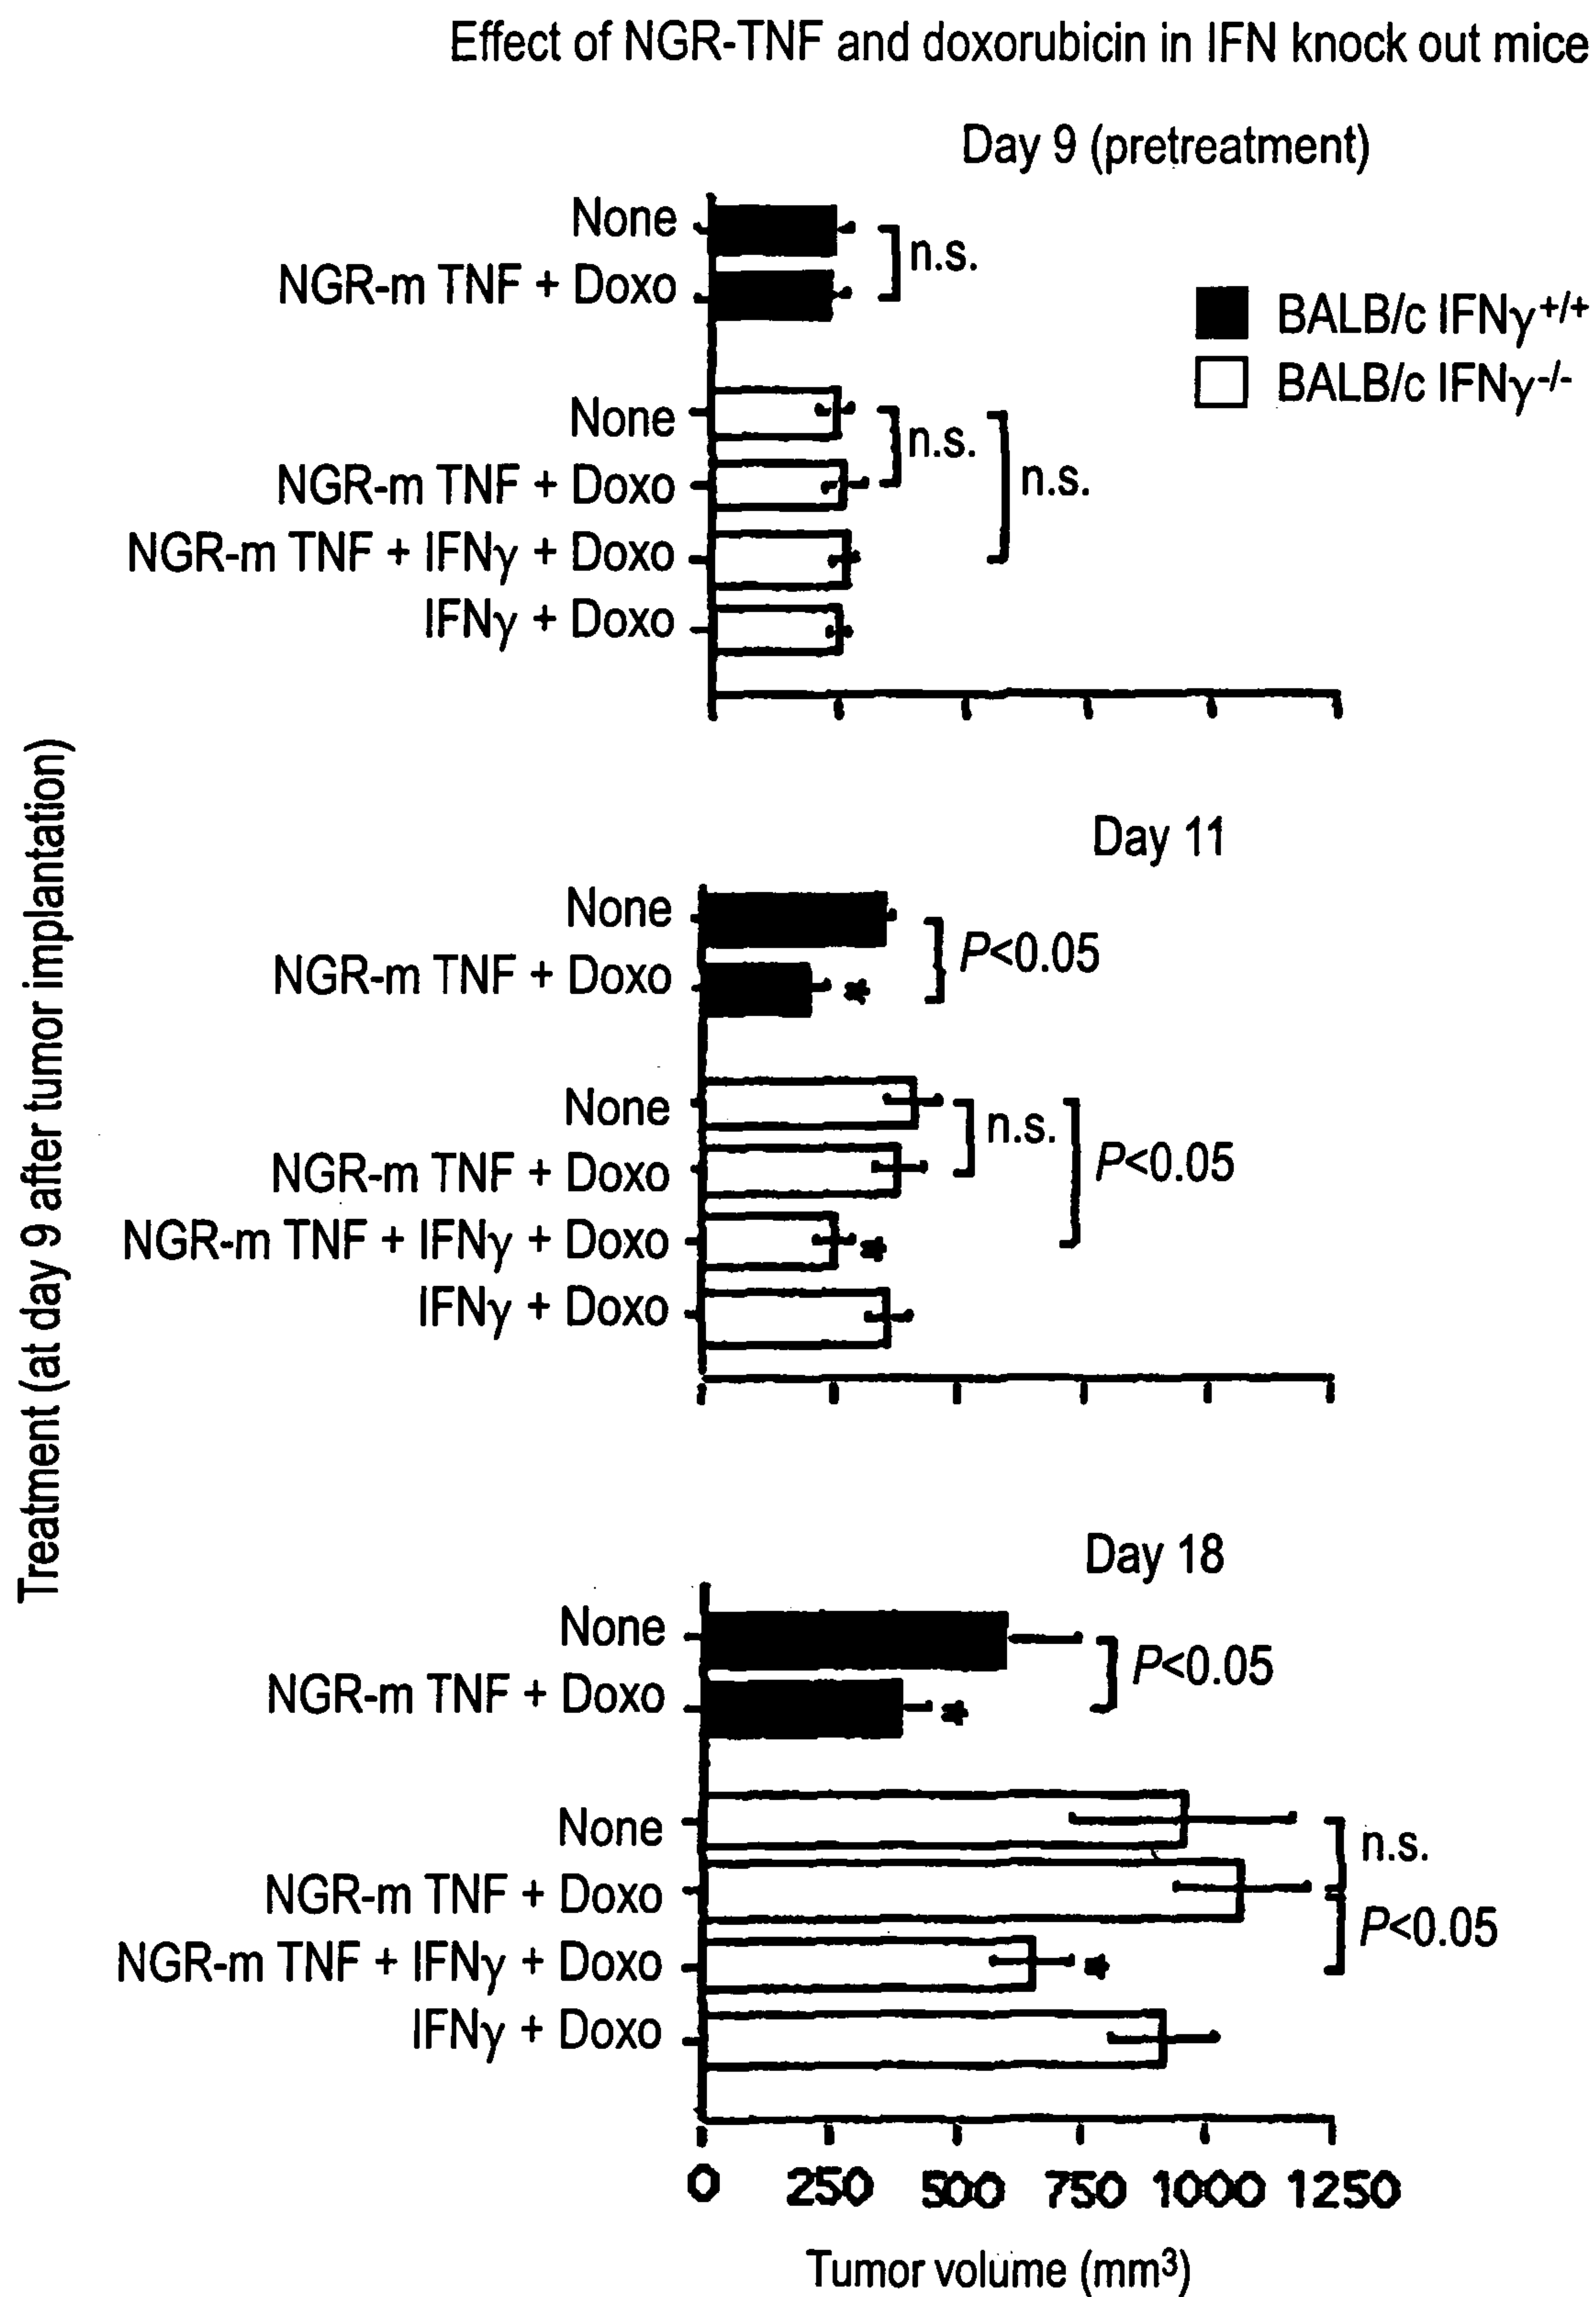 Effect of NGR-TNF and doxorubicin in IFN knock out mice
Day 9 (pretreatment)
None
NGR-m TNF + Doxo
n.s.
BALB/c IFNγ+/+
BALB/c IFNγ-/-
None
NGR-m TNF + Doxo
NGR-m TNF + IFNγ + Doxo
IFNγ + Doxo
n.s.
n.s.
Treatment (at day 9 after tumor implantation)
Day 11
None
NGR-m TNF + Doxo
*
P<0.05
None
NGR-m TNF + Doxo
NGR-m TNF + IFNγ + Doxo
*
IFNγ + Doxo
n.s.
P<0.05
Day 18
None
NGR-m TNF + Doxo
*
P<0.05
None
NGR-m TNF + Doxo
NGR-m TNF + IFNγ + Doxo
*
IFNγ + Doxo
n.s.
P<0.05
0 250 500 750 1000 1250
Tumor volume (mm³)